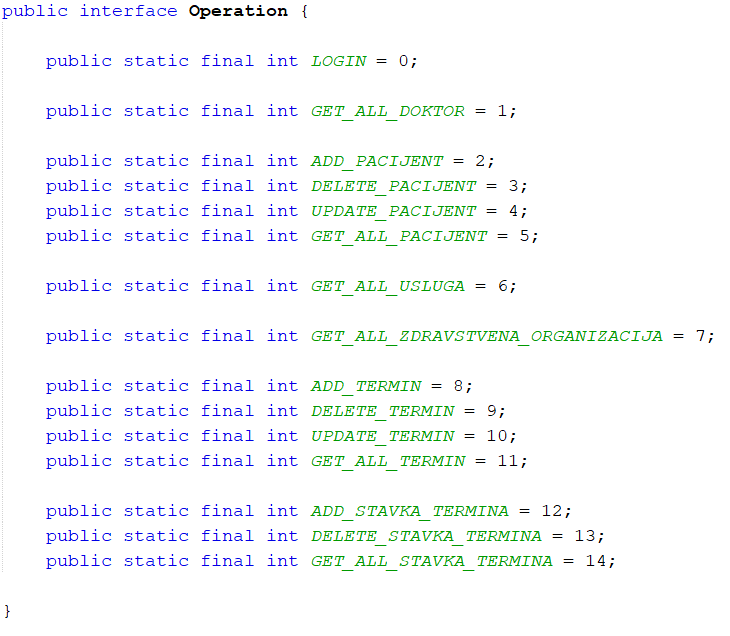 public interface Operation {
public static final int LOGIN = 0;
public static final int GET_ALL_DOKTOR = 1;
public static final int ADD_PACIJENT = 2;
public static final int DELETE_PACIJENT = 3;
public static final int UPDATE_PACIJENT = 4;
public static final int GET_ALL_PACIJENT = 5;
public static final int GET_ALL_USLUGA = 6;
public static final int GET_ALL_ZDRAVSTVENA_ORGANIZACIJA = 7;
public static final int ADD_TERMIN = 8;
public static final int DELETE_TERMIN = 9;
public static final int UPDATE_TERMIN = 10;
public static final int GET_ALL_TERMIN = 11;
public static final int ADD_STAVKA_TERMINA = 12;
public static final int DELETE_STAVKA_TERMINA = 13;
public static final int GET_ALL_STAVKA_TERMINA = 14;
}